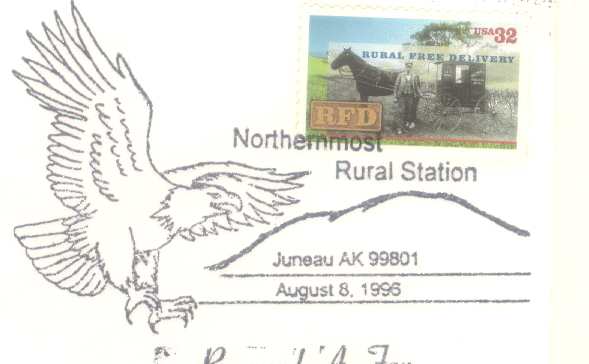 USA32
RURAL FREE DELIVERY
RFD
Northernmost
Rural Station
Juneau AK 99801
August 8, 1996